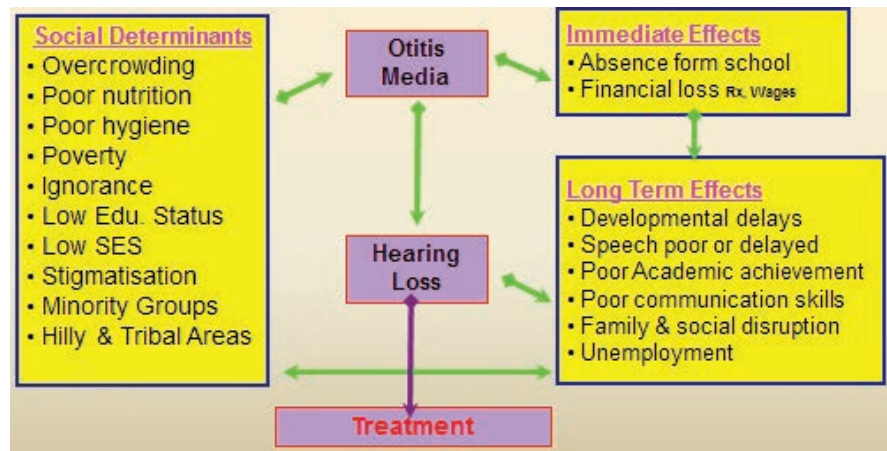 Social Determinants
• Overcrowding
• Poor nutrition
• Poor hygiene
• Poverty
• Ignorance
• Low Edu. Status
• Low SES
• Stigmatisation
• Minority Groups
• Hilly & Tribal Areas
Otitis
Media
Hearing
Loss
Treatment
Immediate Effects
• Absence form school
• Financial loss Rx, Wages
Long Term Effects
• Developmental delays
• Speech poor or delayed
• Poor Academic achievement
• Poor communication skills
• Family & social disruption
• Unemployment